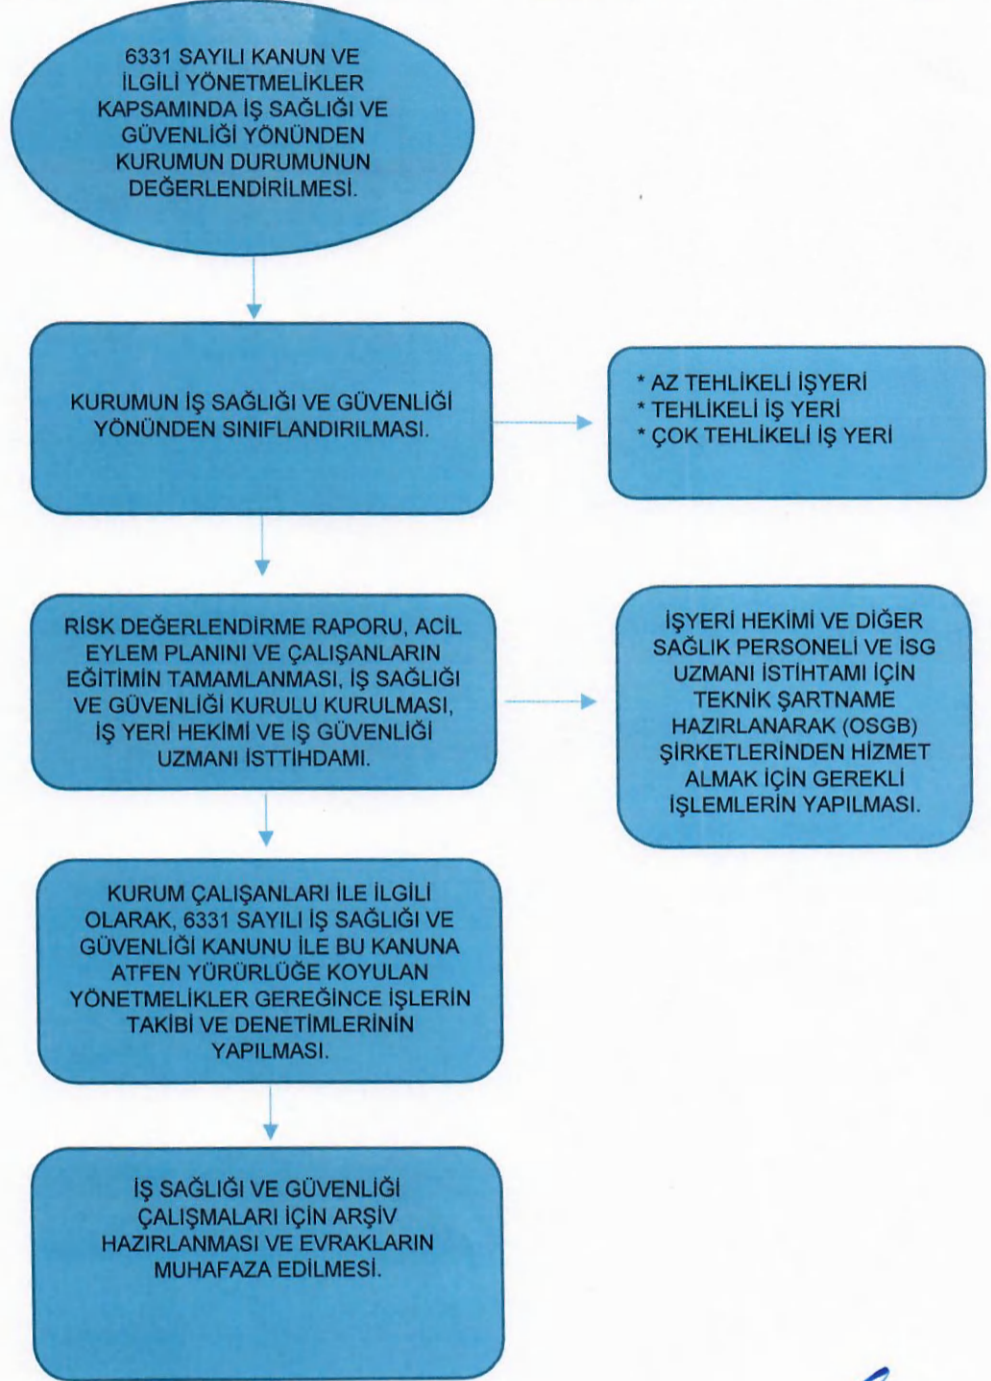 6331 SAYILI KANUN VE
İLGİLİ YÖNETMELİKLER
KAPSAMINDA İŞ SAĞLIĞI VE
GÜVENLİĞİ YÖNÜNDEN
KURUMUN DURUMUNUN
DEĞERLENDİRİLMESİ.
KURUMUN İŞ SAĞLIĞI VE GÜVENLİĞİ
YÖNÜNDEN SINIFLANDIRILMASI.
* AZ TEHLİKELİ İŞYERİ
* TEHLİKELİ İŞ YERİ
* ÇOK TEHLİKELİ İŞ YERİ
RİSK DEĞERLENDİRME RAPORU, ACİL
EYLEM PLANINI VE ÇALIŞANLARIN
EĞİTİMİN TAMAMLANMASI, İŞ SAĞLIĞI
VE GÜVENLİĞİ KURULU KURULMASI,
İŞ YERİ HEKİMİ VE İŞ GÜVENLİĞİ
UZMANI İSTTİHDAMI.
İŞYERİ HEKİMİ VE DİĞER
SAĞLIK PERSONELİ VE İSG
UZMANI İSTİHTAMI İÇİN
TEKNİK ŞARTNAME
HAZIRLANARAK (OSGB)
ŞİRKETLERİNDEN HİZMET
ALMAK İÇİN GEREKLİ
İŞLEMLERİN YAPILMASI.
KURUM ÇALIŞANLARI İLE İLGİLİ
OLARAK, 6331 SAYILI İŞ SAĞLIĞI VE
GÜVENLİĞİ KANUNU İLE BU KANUNA
ATFEN YÜRÜRLÜĞE KOYULAN
YÖNETMELİKLER GEREĞİNCE İŞLERİN
TAKİBİ VE DENETİMLERİNİN
YAPILMASI.
İŞ SAĞLIĞI VE GÜVENLİĞİ
ÇALIŞMALARI İÇİN ARŞİV
HAZIRLANMASI VE EVRAKLARIN
MUHAFAZA EDİLMESİ.